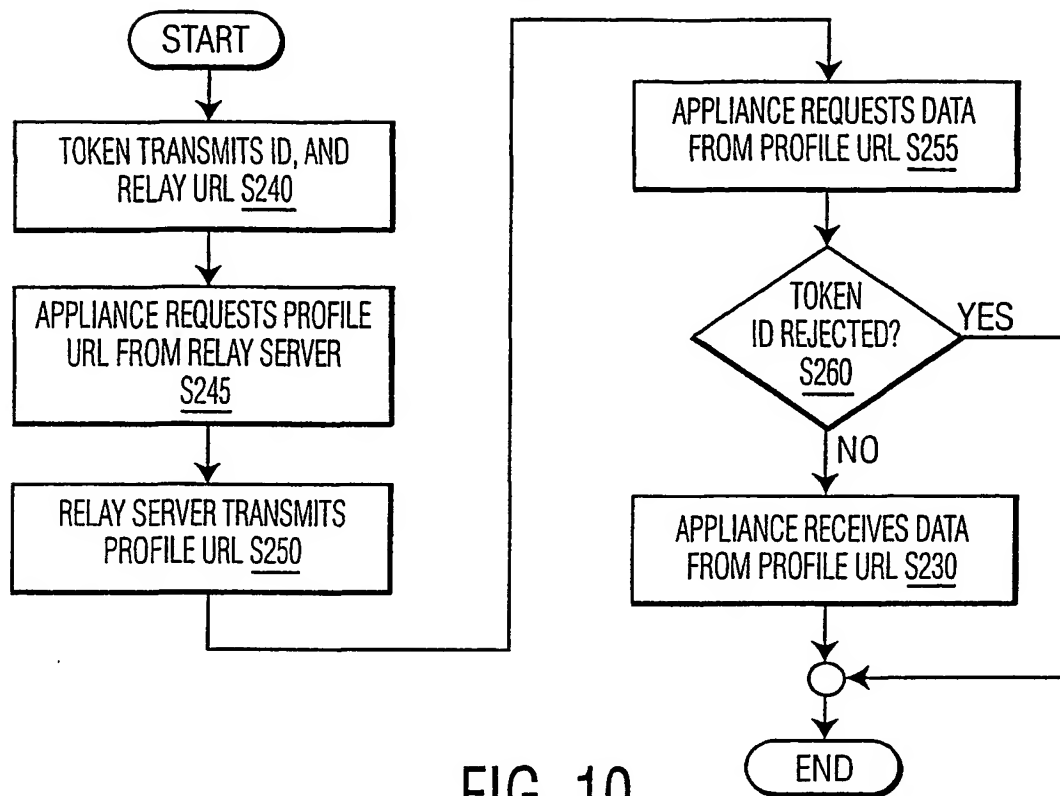 START
TOKEN TRANSMITS ID, AND
RELAY URL S240
APPLIANCE REQUESTS PROFILE
URL FROM RELAY SERVER
S245
RELAY SERVER TRANSMITS
PROFILE URL S250
APPLIANCE REQUESTS DATA
FROM PROFILE URL S255
TOKEN
ID REJECTED?
S260
YES
NO
APPLIANCE RECEIVES DATA
FROM PROFILE URL S230
END
FIG. 10